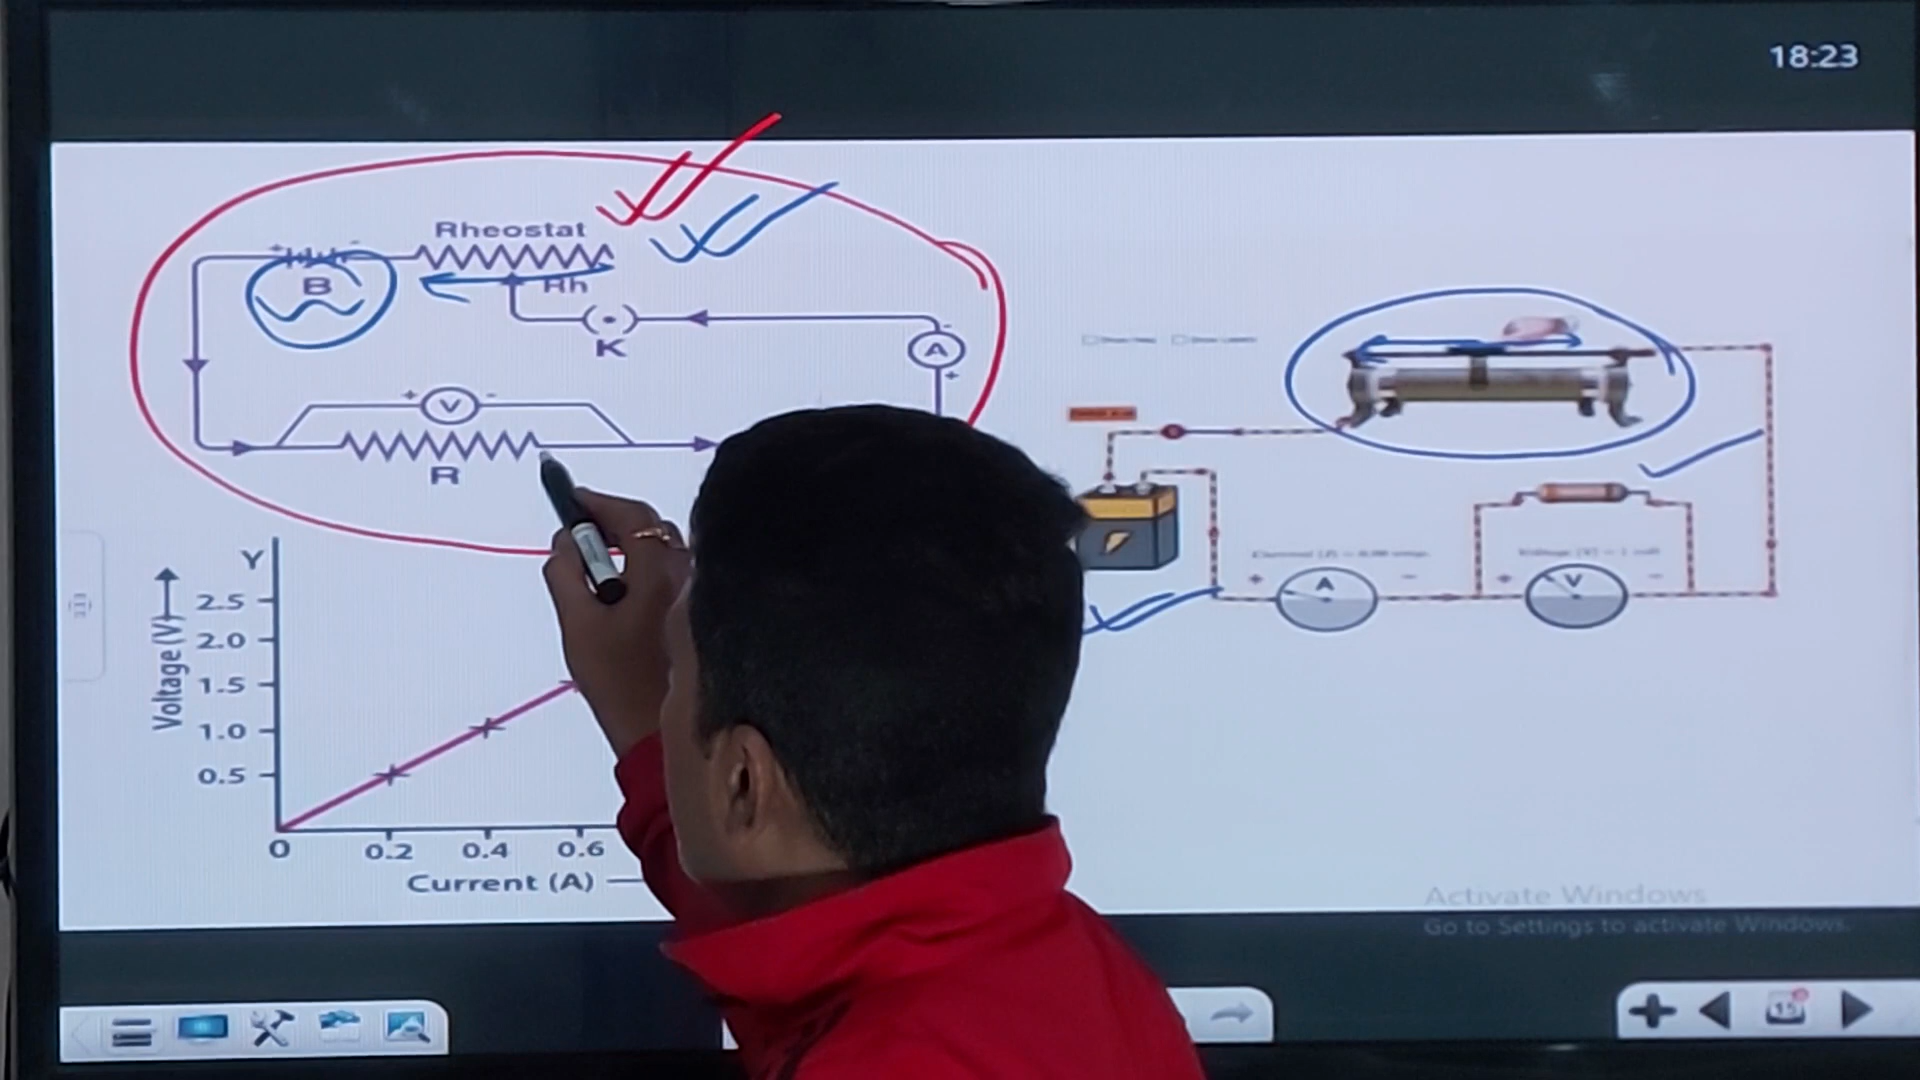 18:23
Rheostat
+ -
B
Rh
K
-
A
+
+ V -
R
Y
Voltage (V)
2.5
2.0
1.5
1.0
0.5
0 0.2 0.4 0.6
Current (A)
+ A -
+ V -
Activate Windows
Go to Settings to activate Windows.
15